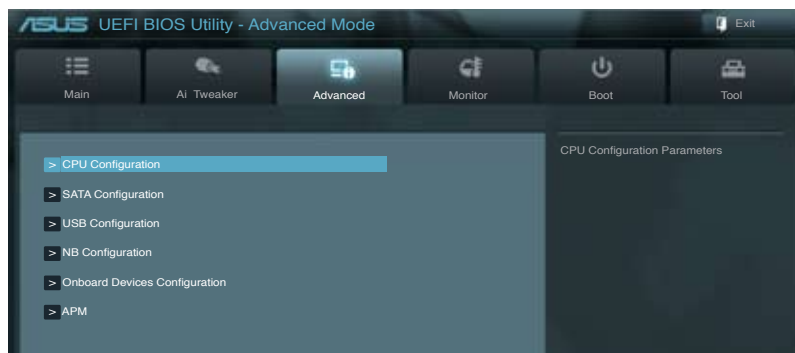 ASUS UEFI BIOS Utility - Advanced Mode
Exit
Main
Ai Tweaker
Advanced
Monitor
Boot
Tool
CPU Configuration Parameters
> CPU Configuration
> SATA Configuration
> USB Configuration
> NB Configuration
> Onboard Devices Configuration
> APM